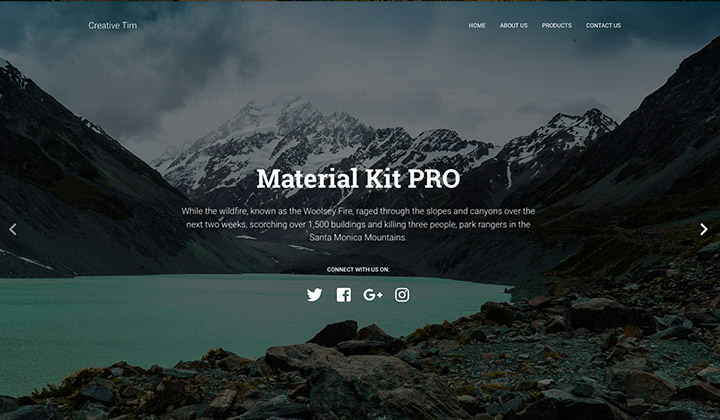 Creative Tim
HOME ABOUT US PRODUCTS CONTACT US
Material Kit PRO
While the wildfire, known as the Woolsey Fire, raged through the slopes and canyons over the
next two weeks, scorching over 1,500 buildings and killing three people, park rangers in the
Santa Monica Mountains.
CONNECT WITH US ON:
G+